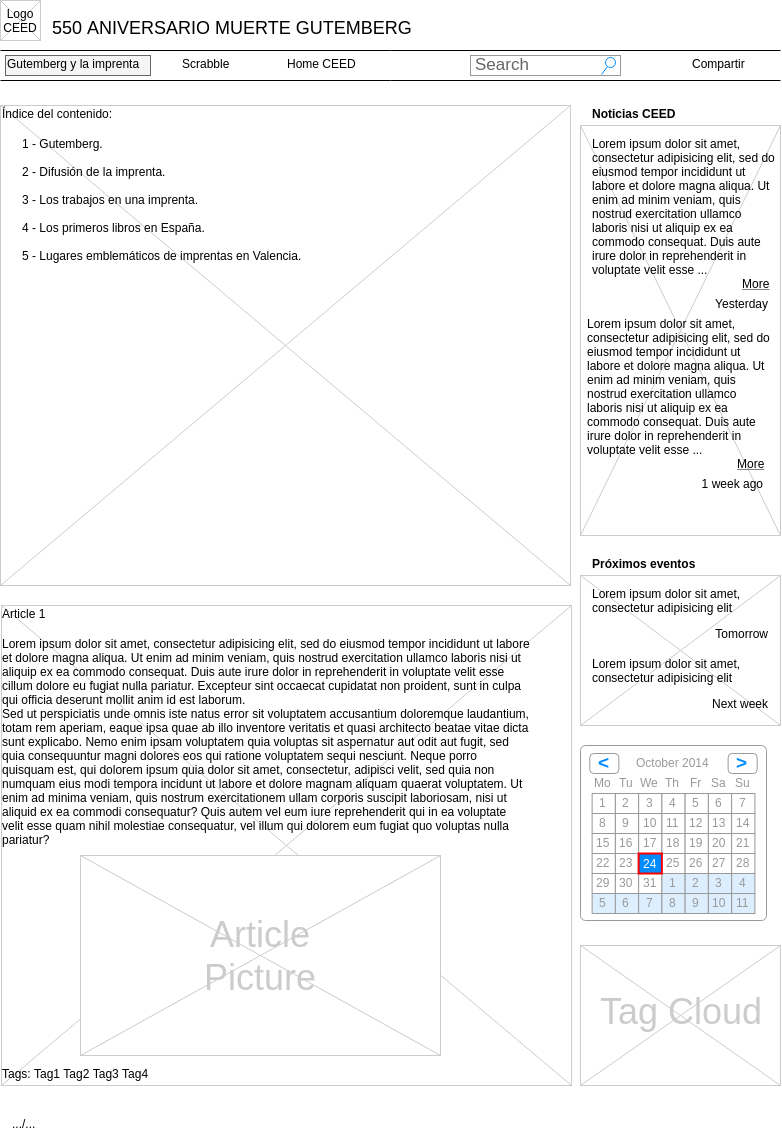 Logo
CEED
550 ANIVERSARIO MUERTE GUTEMBERG
Gutemberg y la imprenta
Scrabble
Home CEED
Search
Compartir
Índice del contenido:
1 - Gutemberg.
2 - Difusión de la imprenta.
3 - Los trabajos en una imprenta.
4 - Los primeros libros en España.
5 - Lugares emblemáticos de imprentas en Valencia.
Article 1
Lorem ipsum dolor sit amet, consectetur adipisicing elit, sed do eiusmod tempor incididunt ut labore
et dolore magna aliqua. Ut enim ad minim veniam, quis nostrud exercitation ullamco laboris nisi ut
aliquip ex ea commodo consequat. Duis aute irure dolor in reprehenderit in voluptate velit esse
cillum dolore eu fugiat nulla pariatur. Excepteur sint occaecat cupidatat non proident, sunt in culpa
qui officia deserunt mollit anim id est laborum.
Sed ut perspiciatis unde omnis iste natus error sit voluptatem accusantium doloremque laudantium,
totam rem aperiam, eaque ipsa quae ab illo inventore veritatis et quasi architecto beatae vitae dicta
sunt explicabo. Nemo enim ipsam voluptatem quia voluptas sit aspernatur aut odit aut fugit, sed
quia consequuntur magni dolores eos qui ratione voluptatem sequi nesciunt. Neque porro
quisquam est, qui dolorem ipsum quia dolor sit amet, consectetur, adipisci velit, sed quia non
numquam eius modi tempora incidunt ut labore et dolore magnam aliquam quaerat voluptatem. Ut
enim ad minima veniam, quis nostrum exercitationem ullam corporis suscipit laboriosam, nisi ut
aliquid ex ea commodi consequatur? Quis autem vel eum iure reprehenderit qui in ea voluptate
velit esse quam nihil molestiae consequatur, vel illum qui dolorem eum fugiat quo voluptas nulla
pariatur?
Article
Picture
Tags: Tag1 Tag2 Tag3 Tag4
.../...
Noticias CEED
Lorem ipsum dolor sit amet,
consectetur adipisicing elit, sed do
eiusmod tempor incididunt ut
labore et dolore magna aliqua. Ut
enim ad minim veniam, quis
nostrud exercitation ullamco
laboris nisi ut aliquip ex ea
commodo consequat. Duis aute
irure dolor in reprehenderit in
voluptate velit esse ...
More
Yesterday
Lorem ipsum dolor sit amet,
consectetur adipisicing elit, sed do
eiusmod tempor incididunt ut
labore et dolore magna aliqua. Ut
enim ad minim veniam, quis
nostrud exercitation ullamco
laboris nisi ut aliquip ex ea
commodo consequat. Duis aute
irure dolor in reprehenderit in
voluptate velit esse ...
More
1 week ago
Próximos eventos
Lorem ipsum dolor sit amet,
consectetur adipisicing elit
Tomorrow
Lorem ipsum dolor sit amet,
consectetur adipisicing elit
Next week
< October 2014 >
Mo Tu We Th Fr Sa Su
1 2 3 4 5 6 7
8 9 10 11 12 13 14
15 16 17 18 19 20 21
22 23 24 25 26 27 28
29 30 31 1 2 3 4
5 6 7 8 9 10 11
Tag Cloud